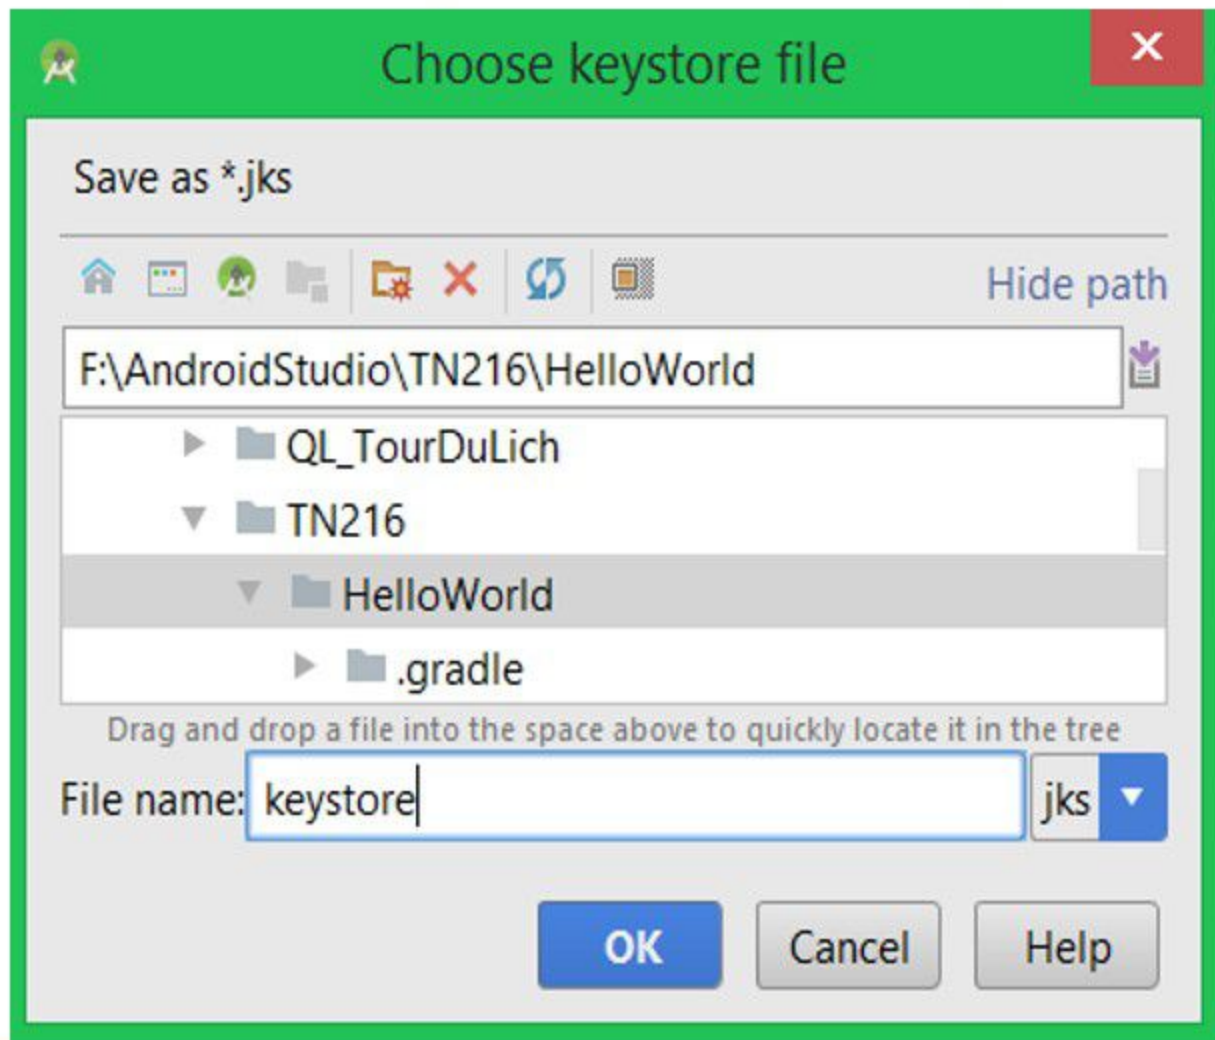 Choose keystore file
Save as *.jks
Hide path
F:\AndroidStudio\TN216\HelloWorld
QL_TourDuLich
TN216
HelloWorld
.gradle
Drag and drop a file into the space above to quickly locate it in the tree
File name: keystore jks
OK Cancel Help